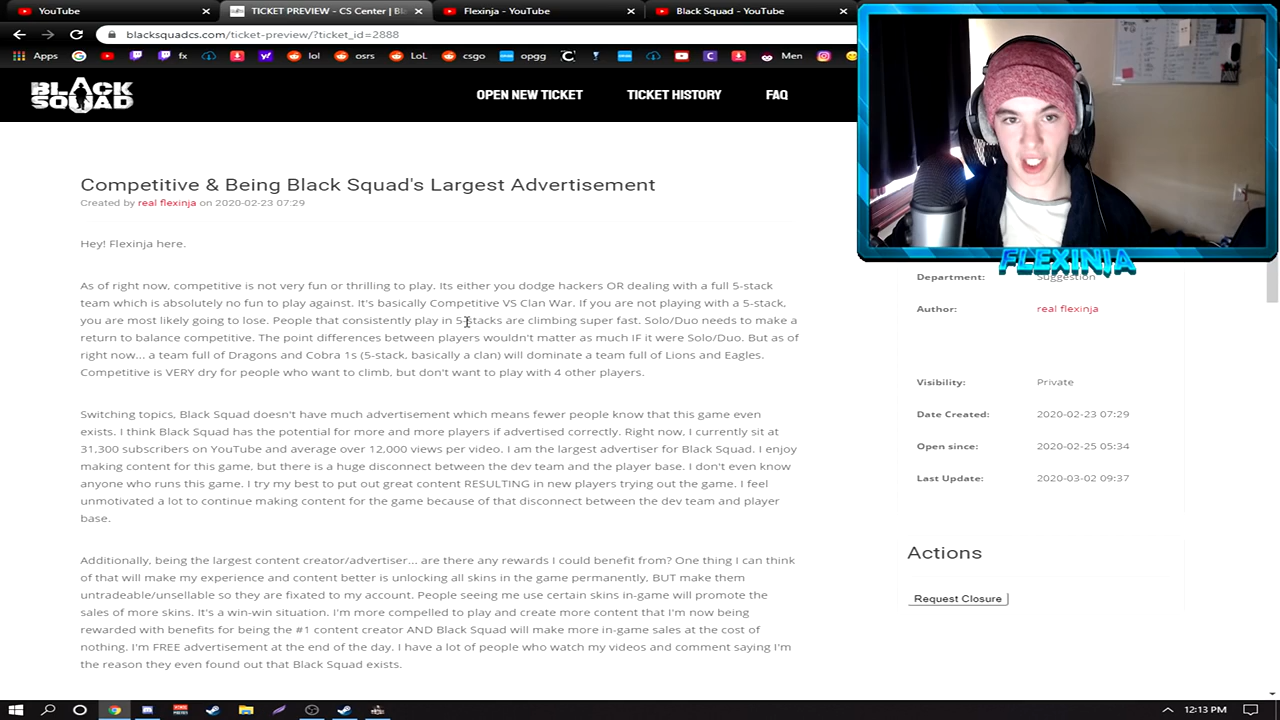 YouTube
TICKET PREVIEW - CS Center | Bla
Flexinja - YouTube
Black Squad - YouTube
blacksquadcs.com/ticket-preview/?ticket_id=2888
Apps
fx
lol
osrs
LoL
csgo
opgg
Men
BLACK
SQUAD
OPEN NEW TICKET
TICKET HISTORY
FAQ
FLEXINJA
Competitive & Being Black Squad's Largest Advertisement
Created by real flexinja on 2020-02-23 07:29
Hey! Flexinja here.
As of right now, competitive is not very fun or thrilling to play. Its either you dodge hackers OR dealing with a full 5-stack
team which is absolutely no fun to play against. It's basically Competitive VS Clan War. If you are not playing with a 5-stack,
you are most likely going to lose. People that consistently play in 5-stacks are climbing super fast. Solo/Duo needs to make a
return to balance competitive. The point differences between players wouldn't matter as much IF it were Solo/Duo. But as of
right now... a team full of Dragons and Cobra 1s (5-stack, basically a clan) will dominate a team full of Lions and Eagles.
Competitive is VERY dry for people who want to climb, but don't want to play with 4 other players.
Switching topics, Black Squad doesn't have much advertisement which means fewer people know that this game even
exists. I think Black Squad has the potential for more and more players if advertised correctly. Right now, I currently sit at
31,300 subscribers on YouTube and average over 12,000 views per video. I am the largest advertiser for Black Squad. I enjoy
making content for this game, but there is a huge disconnect between the dev team and the player base. I don't even know
anyone who runs this game. I try my best to put out great content RESULTING in new players trying out the game. I feel
unmotivated a lot to continue making content for the game because of that disconnect between the dev team and player
base.
Additionally, being the largest content creator/advertiser... are there any rewards I could benefit from? One thing I can think
of that will make my experience and content better is unlocking all skins in the game permanently, BUT make them
untradeable/unsellable so they are fixated to my account. People seeing me use certain skins in-game will promote the
sales of more skins. It's a win-win situation. I'm more compelled to play and create more content that I'm now being
rewarded with benefits for being the #1 content creator AND Black Squad will make more in-game sales at the cost of
nothing. I'm FREE advertisement at the end of the day. I have a lot of people who watch my videos and comment saying I'm
the reason they even found out that Black Squad exists.
Department: Suggestion
Author: real flexinja
Visibility: Private
Date Created: 2020-02-23 07:29
Open since: 2020-02-25 05:34
Last Update: 2020-03-02 09:37
Actions
Request Closure
12:13 PM